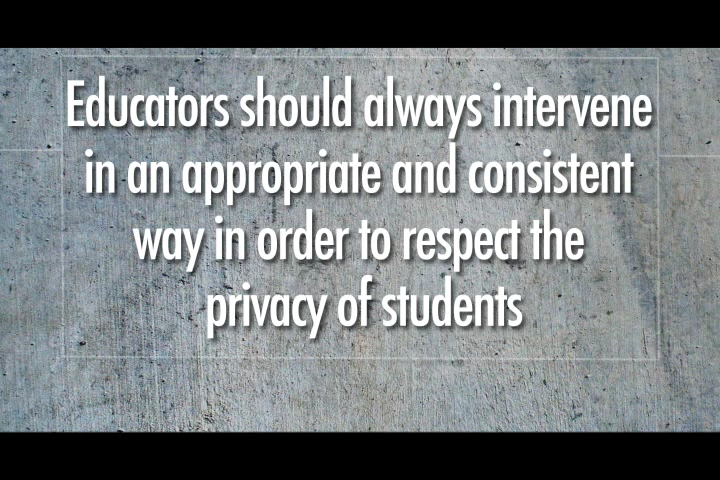 Educators should always intervene
in an appropriate and consistent
way in order to respect the
privacy of students